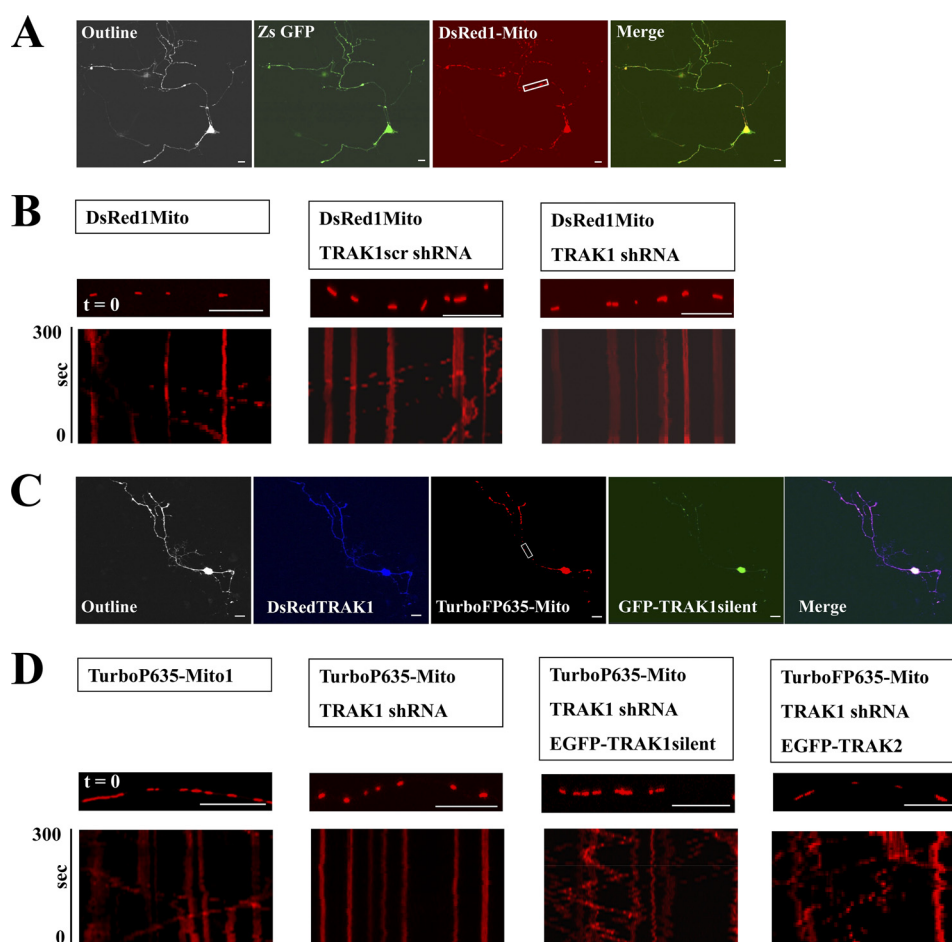 A
Outline
Zs GFP
DsRed1-Mito
Merge
B
DsRed1Mito
DsRed1Mito
TRAK1scr shRNA
DsRed1Mito
TRAK1 shRNA
t = 0
300
sec
0
C
Outline
DsRedTRAK1
TurboFP635-Mito
GFP-TRAK1silent
Merge
D
TurboP635-Mito1
TurboP635-Mito
TRAK1 shRNA
TurboP635-Mito
TRAK1 shRNA
EGFP-TRAK1silent
TurboFP635-Mito
TRAK1 shRNA
EGFP-TRAK2
t = 0
300
sec
0